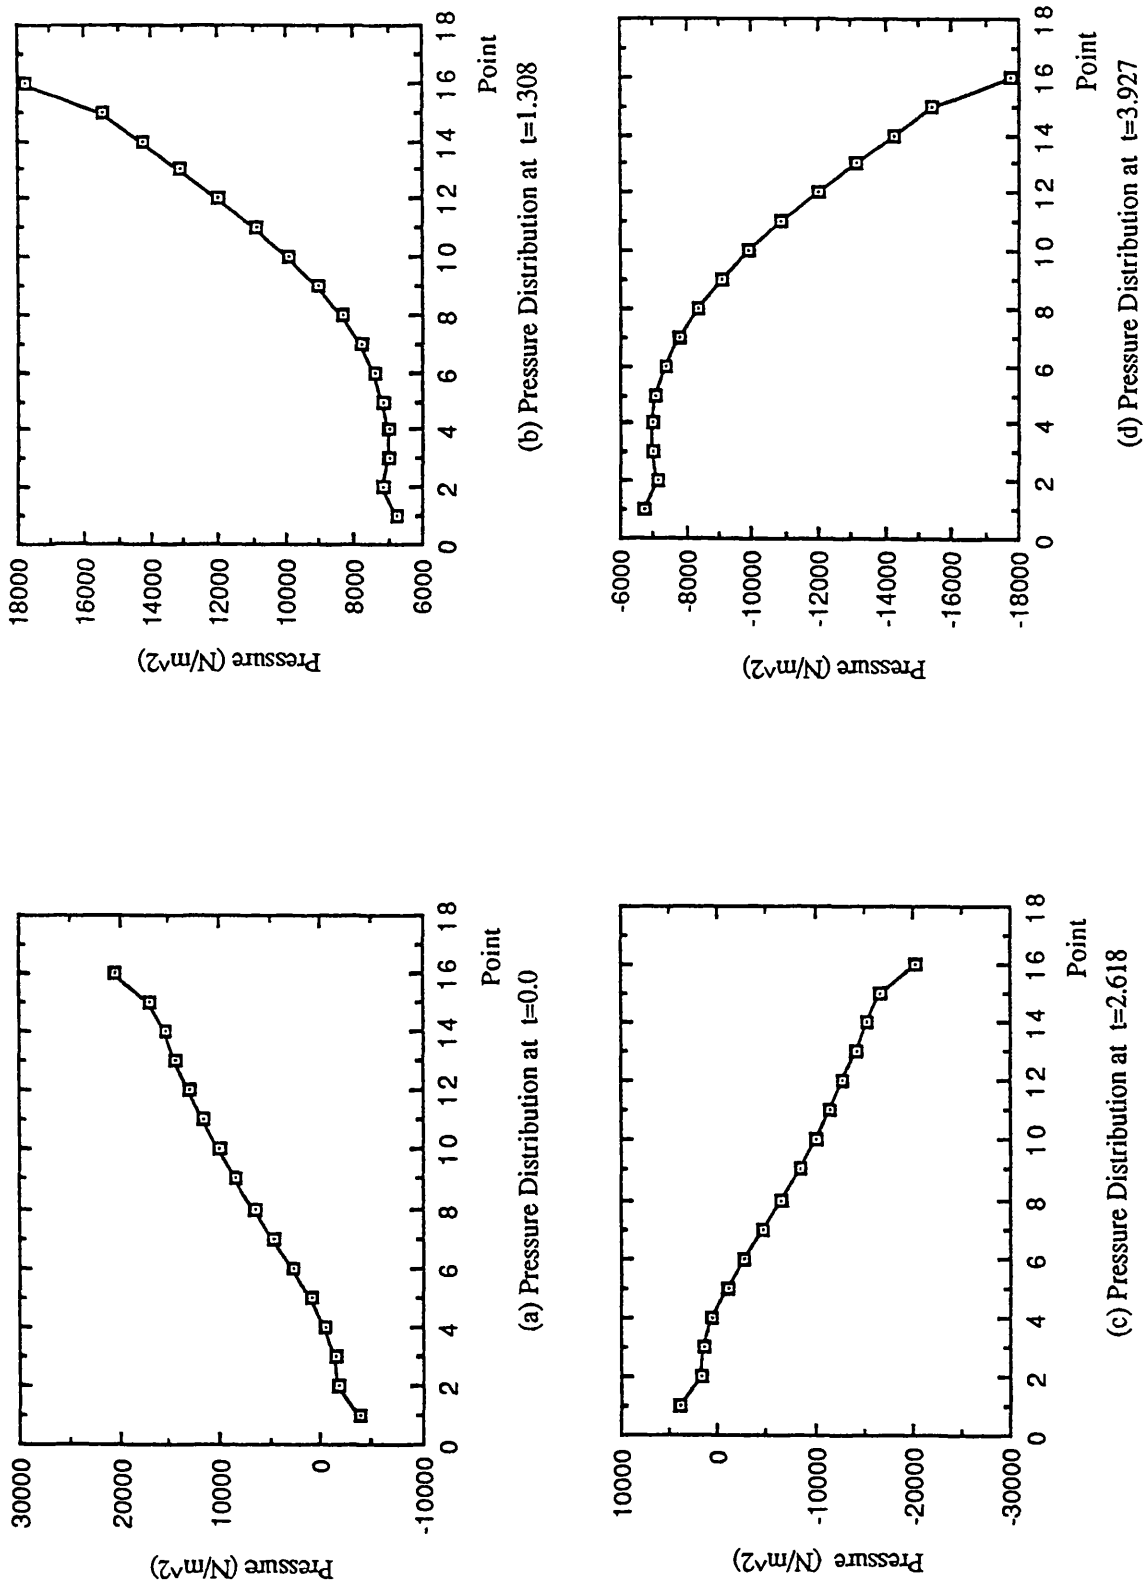 Pressure (N/m^2)
30000
20000
10000
0
-10000
0 2 4 6 8 10 12 14 16 18
Point
(a) Pressure Distribution at t=0.0
Pressure (N/m^2)
18000
16000
14000
12000
10000
8000
6000
0 2 4 6 8 10 12 14 16 18
Point
(b) Pressure Distribution at t=1.308
Pressure (N/m^2)
10000
0
-10000
-20000
-30000
0 2 4 6 8 10 12 14 16 18
Point
(c) Pressure Distribution at t=2.618
Pressure (N/m^2)
-6000
-8000
-10000
-12000
-14000
-16000
-18000
0 2 4 6 8 10 12 14 16 18
Point
(d) Pressure Distribution at t=3.927